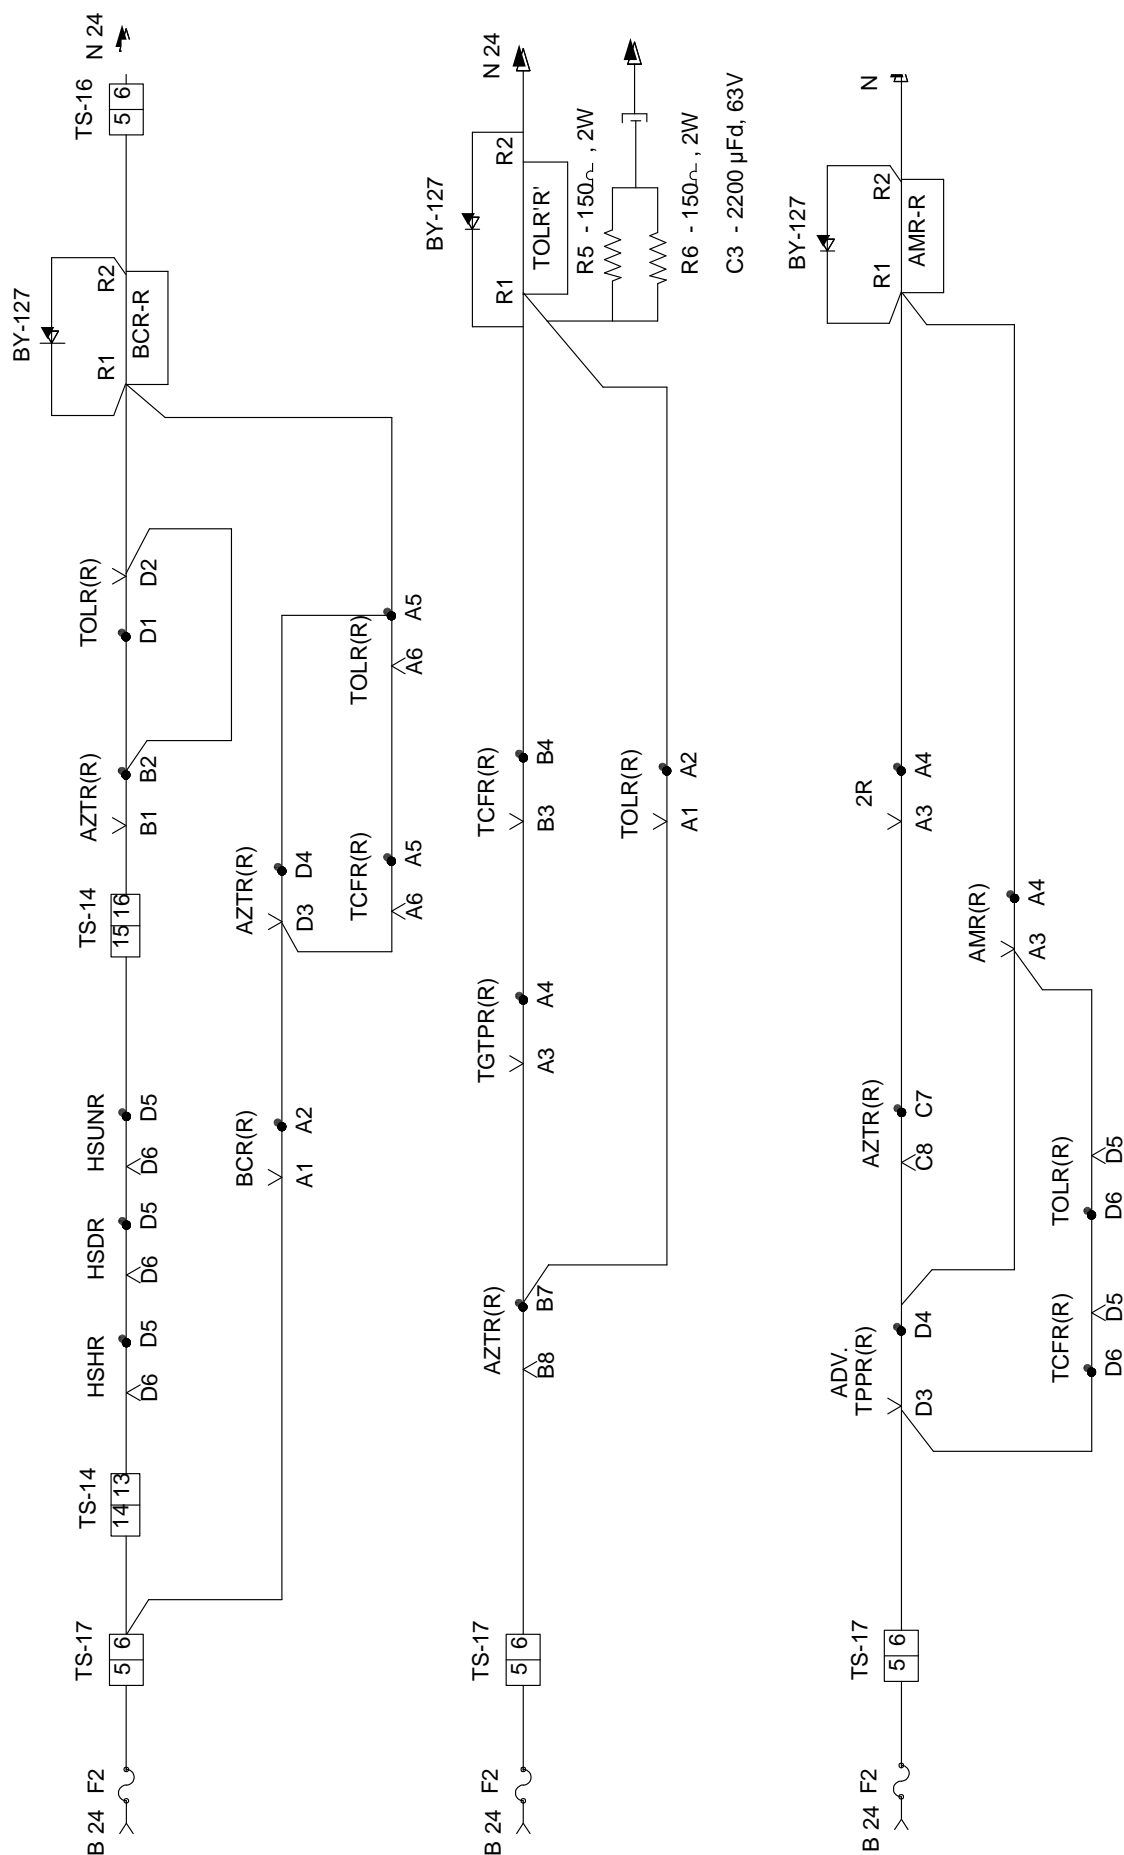 B 24 F2
TS-17
5 6
TS-14
14 13
HSHR
D6 D5
HSDR
D6 D5
HSUNR
D6 D5
TS-14
15 16
AZTR(R)
B1 B2
TOLR(R)
D1 D2
BY-127
R1 R2
BCR-R
TS-16
5 6
N 24
BCR(R)
A1 A2
AZTR(R)
D3 D4
TCFR(R)
A6 A5
TOLR(R)
A6 A5
B 24 F2
TS-17
5 6
AZTR(R)
B8 B7
TGTPR(R)
A3 A4
TCFR(R)
B3 B4
BY-127
R1 R2
TOLR'R'
N 24
R5 - 150Ω , 2W
R6 - 150Ω , 2W
C3 - 2200 µFd, 63V
TOLR(R)
A1 A2
B 24 F2
TS-17
5 6
ADV.
TPPR(R)
D3 D4
AZTR(R)
C8 C7
2R
A3 A4
BY-127
R1 R2
AMR-R
N
AMR(R)
A3 A4
TCFR(R)
D6 D5
TOLR(R)
D6 D5